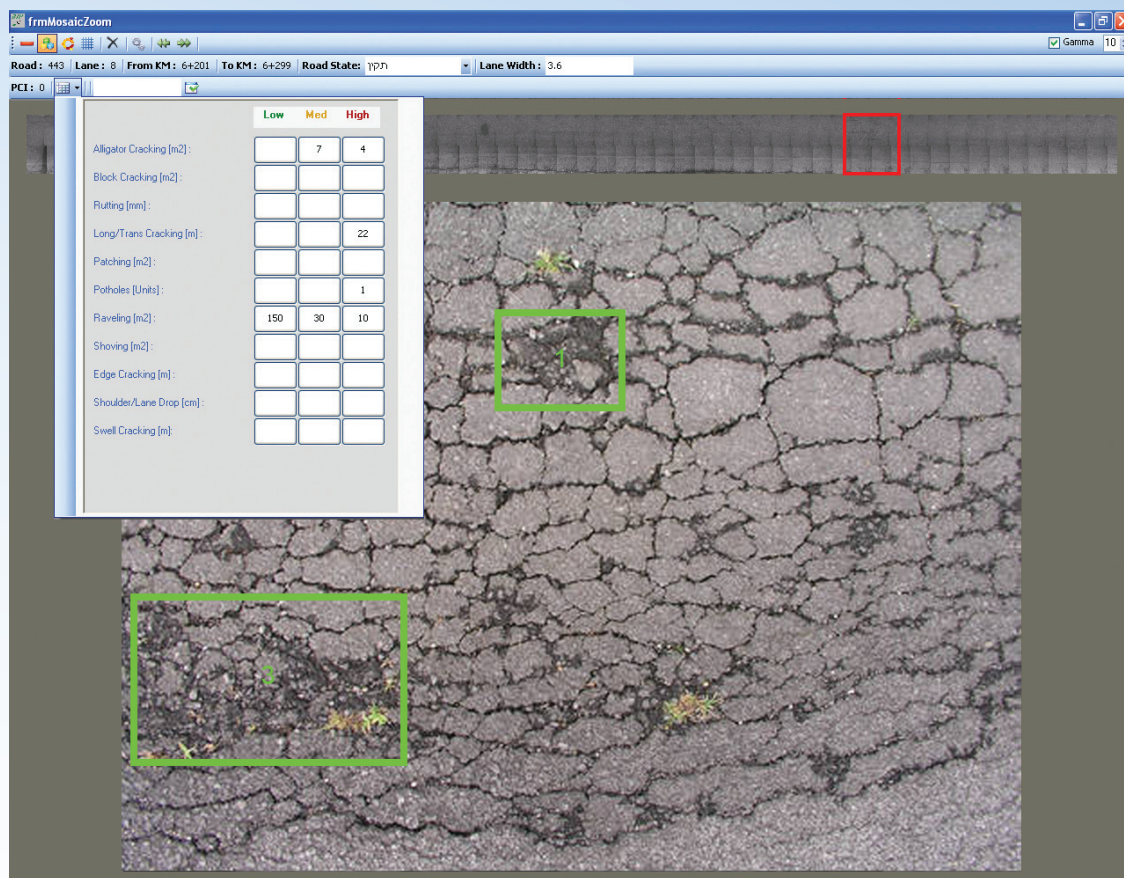 frmMosaicZoom
Gamma 10
Road: 443 Lane: 8 From KM: 6+201 To KM: 6+299 Road State: תקין Lane Width: 3.6
PCI: 0
Low Med High
Alligator Cracking [m2]: 7 4
Block Cracking [m2]:
Rutting [mm]:
Long/Trans Cracking [m]: 22
Patching [m2]:
Potholes [Units]: 1
Raveling [m2]: 150 30 10
Shoving [m2]:
Edge Cracking [m]:
Shoulder/Lane Drop [cm]:
Swell Cracking [m]:
1
3